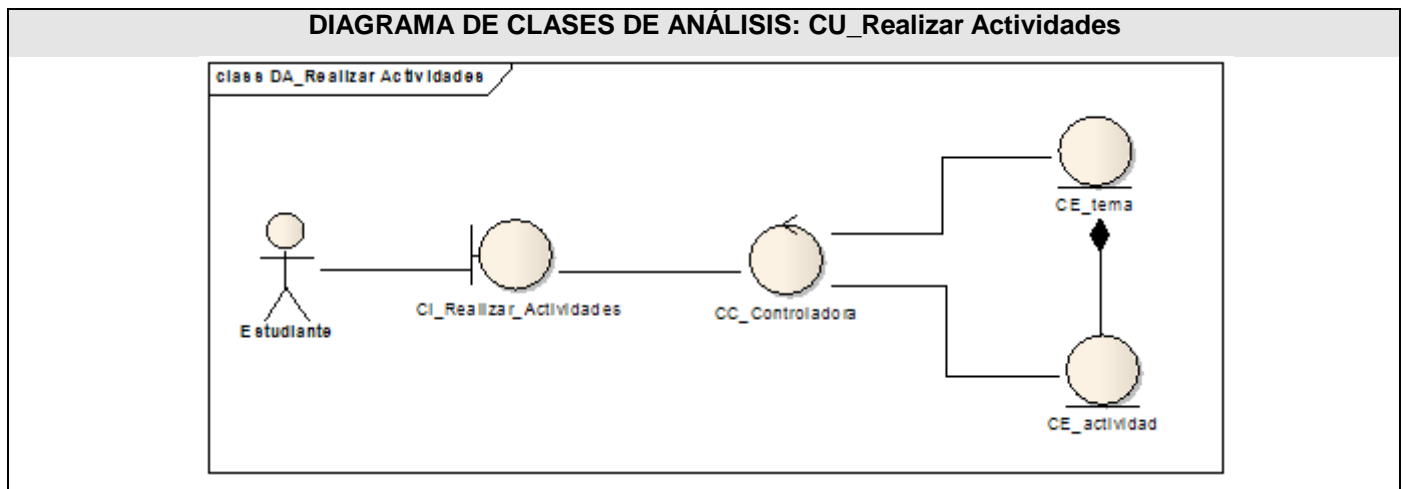 DIAGRAMA DE CLASES DE ANÁLISIS: CU_Realizar Actividades
class DA_Realizar Actividades
CE_tema
Estudiante
CI_Realizar_Actividades
CC_Controladora
CE_actividad